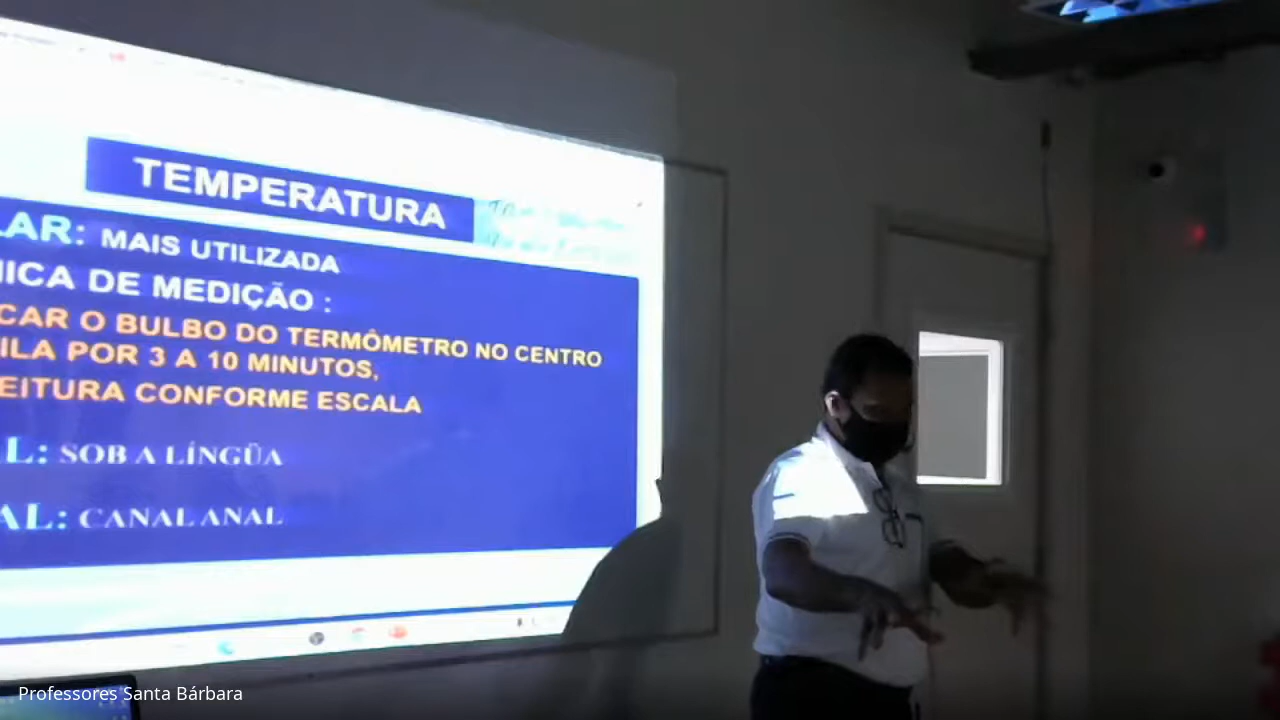 TEMPERATURA
LAR: MAIS UTILIZADA
NICA DE MEDIÇÃO :
CAR O BULBO DO TERMÔMETRO NO CENTRO
ILA POR 3 A 10 MINUTOS,
EITURA CONFORME ESCALA
L: SOB A LÍNGÜA
AL: CANAL ANAL
Professores Santa Bárbara